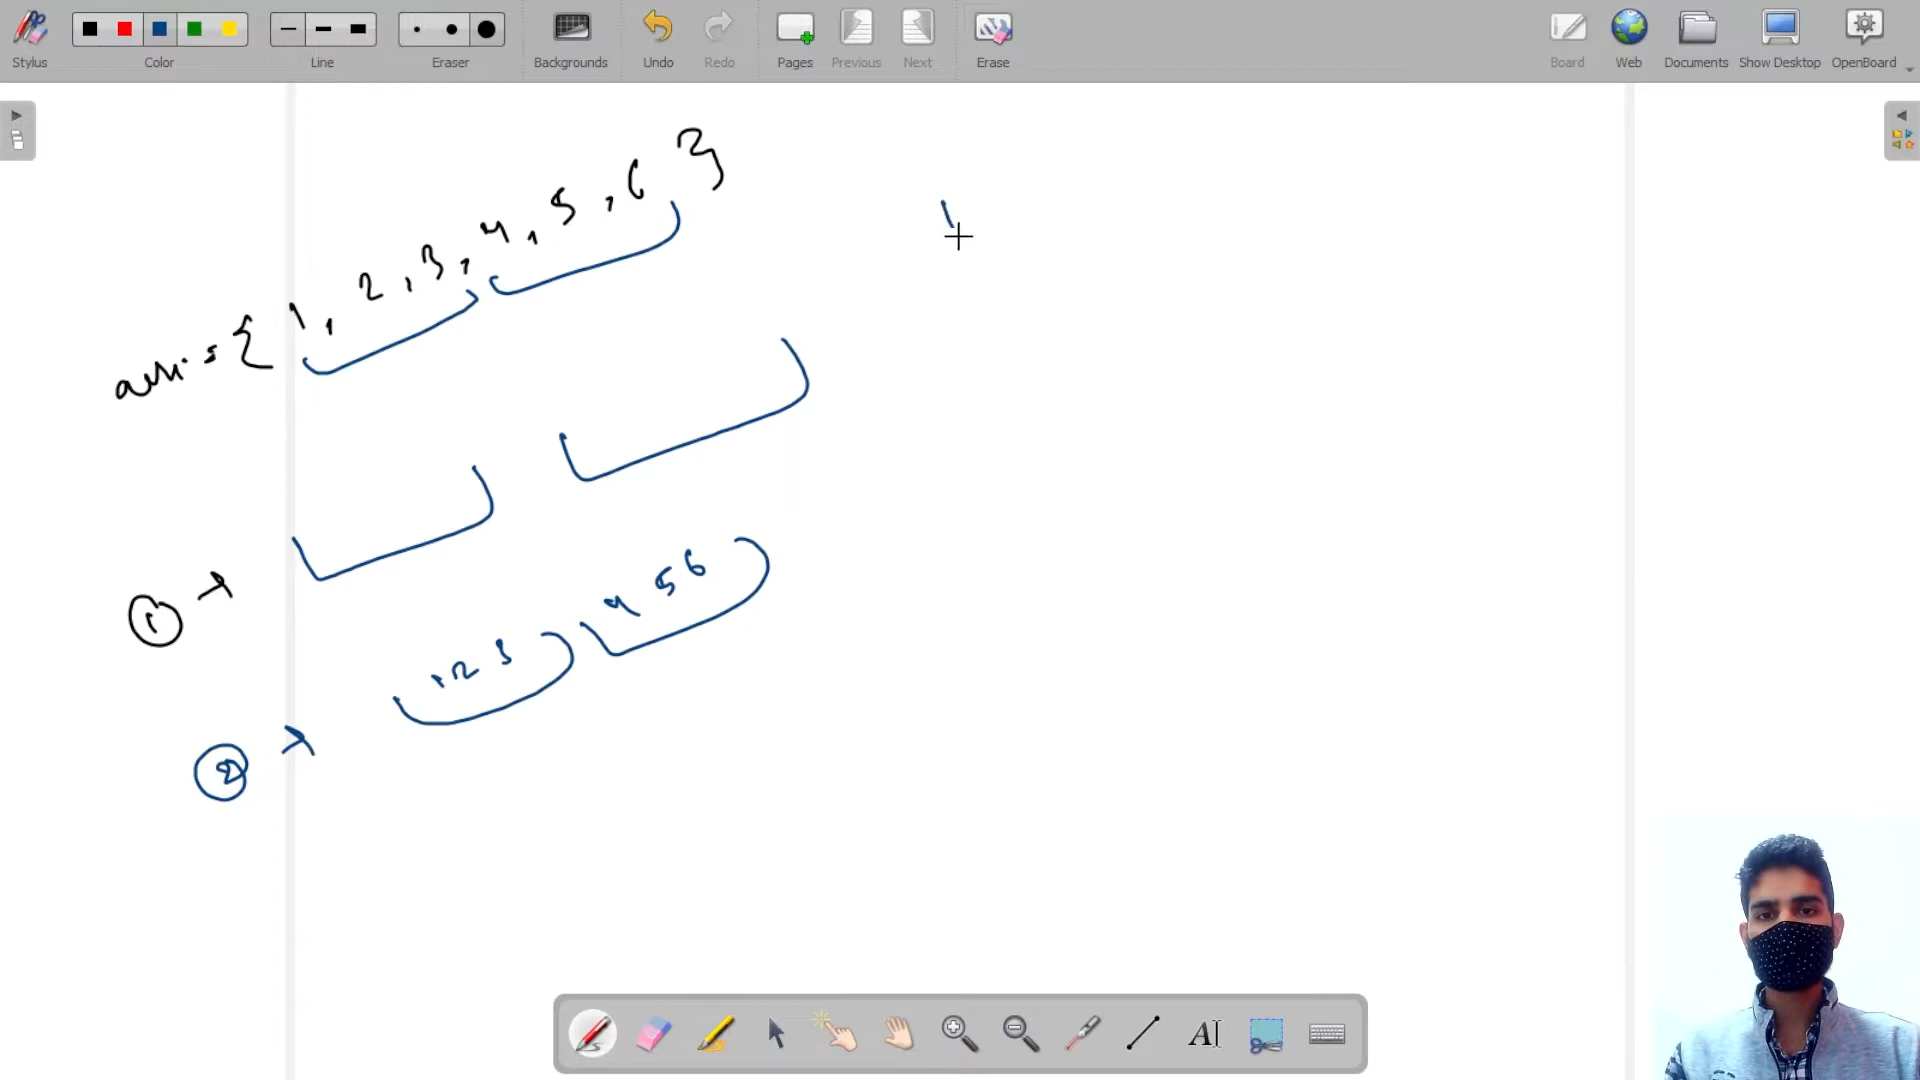 Stylus
Color
Line
Eraser
Backgrounds
Undo
Redo
Pages
Previous
Next
Erase
Board
Web
Documents
Show Desktop
OpenBoard
arr = { 1, 2, 3, 4, 5, 6 }
1 →
1 2 3 4 5 6
2 →
A